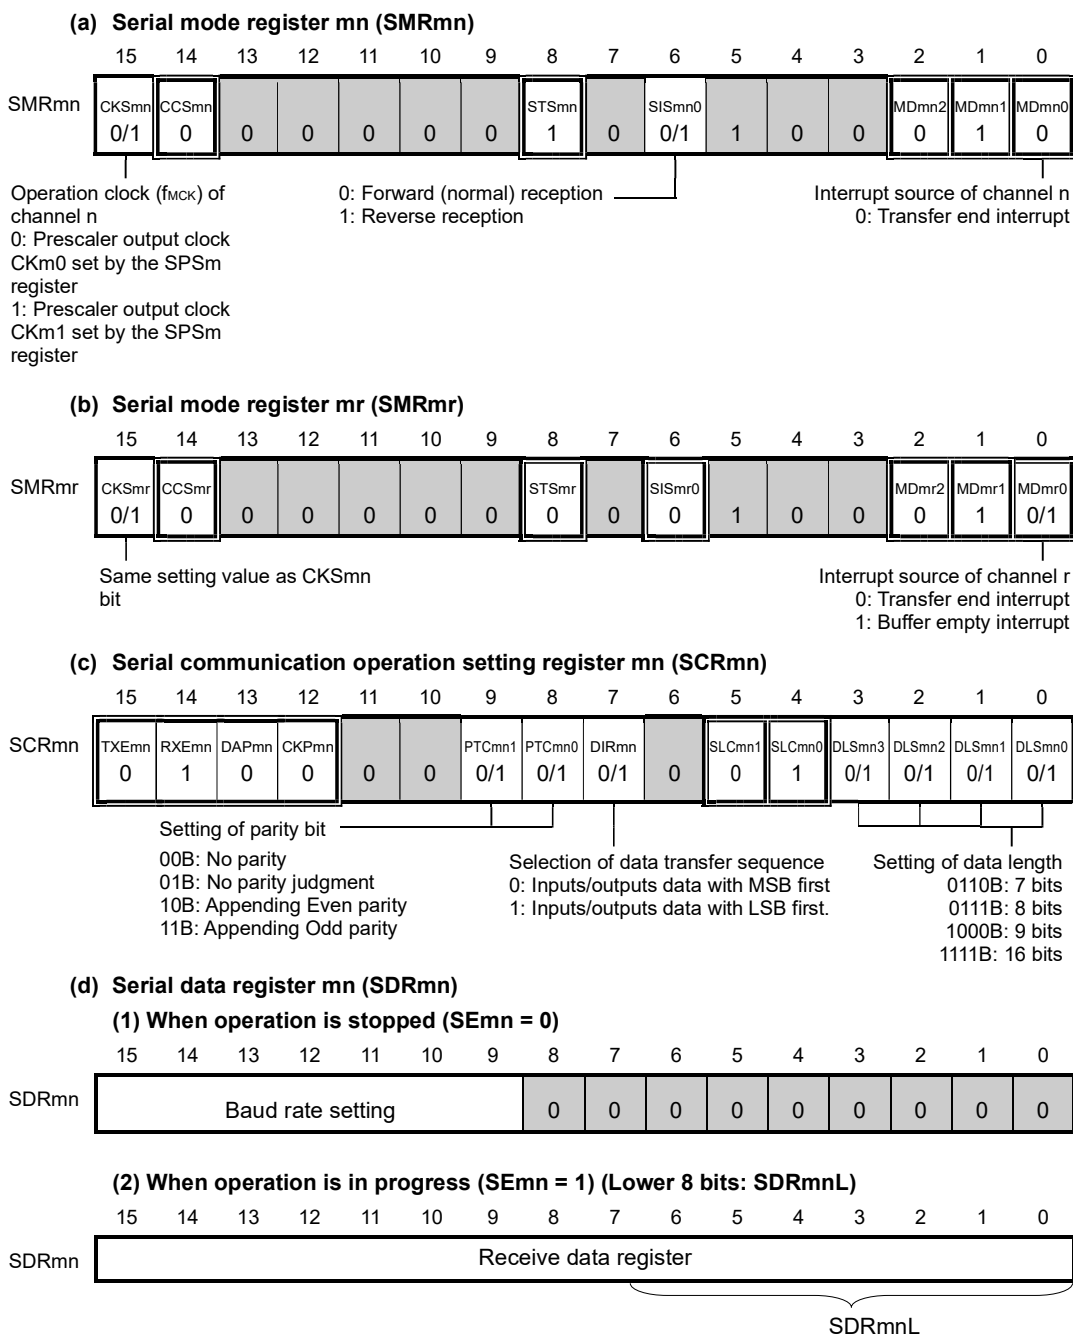 (a) Serial mode register mn (SMRmn)
15 14 13 12 11 10 9 8 7 6 5 4 3 2 1 0
SMRmn
CKSmn CCSmn STSmn SISmn0 MDmn2 MDmn1 MDmn0
0/1 0 0 0 0 0 0 1 0 0/1 1 0 0 0 1 0
Operation clock (fMCK) of
channel n
0: Prescaler output clock
CKm0 set by the SPSm
register
1: Prescaler output clock
CKm1 set by the SPSm
register
0: Forward (normal) reception
1: Reverse reception
Interrupt source of channel n
0: Transfer end interrupt
(b) Serial mode register mr (SMRmr)
15 14 13 12 11 10 9 8 7 6 5 4 3 2 1 0
SMRmr
CKSmr CCSmr STSmr SISmr0 MDmr2 MDmr1 MDmr0
0/1 0 0 0 0 0 0 0 0 0 1 0 0 0 1 0/1
Same setting value as CKSmn
bit
Interrupt source of channel r
0: Transfer end interrupt
1: Buffer empty interrupt
(c) Serial communication operation setting register mn (SCRmn)
15 14 13 12 11 10 9 8 7 6 5 4 3 2 1 0
SCRmn
TXEmn RXEmn DAPmn CKPmn PTCmn1 PTCmn0 DIRmn SLCmn1 SLCmn0 DLSmn3 DLSmn2 DLSmn1 DLSmn0
0 1 0 0 0 0 0/1 0/1 0/1 0 0 1 0/1 0/1 0/1 0/1
Setting of parity bit
00B: No parity
01B: No parity judgment
10B: Appending Even parity
11B: Appending Odd parity
Selection of data transfer sequence
0: Inputs/outputs data with MSB first
1: Inputs/outputs data with LSB first.
Setting of data length
0110B: 7 bits
0111B: 8 bits
1000B: 9 bits
1111B: 16 bits
(d) Serial data register mn (SDRmn)
(1) When operation is stopped (SEmn = 0)
15 14 13 12 11 10 9 8 7 6 5 4 3 2 1 0
SDRmn
Baud rate setting 0 0 0 0 0 0 0 0 0
(2) When operation is in progress (SEmn = 1) (Lower 8 bits: SDRmnL)
15 14 13 12 11 10 9 8 7 6 5 4 3 2 1 0
SDRmn
Receive data register
SDRmnL